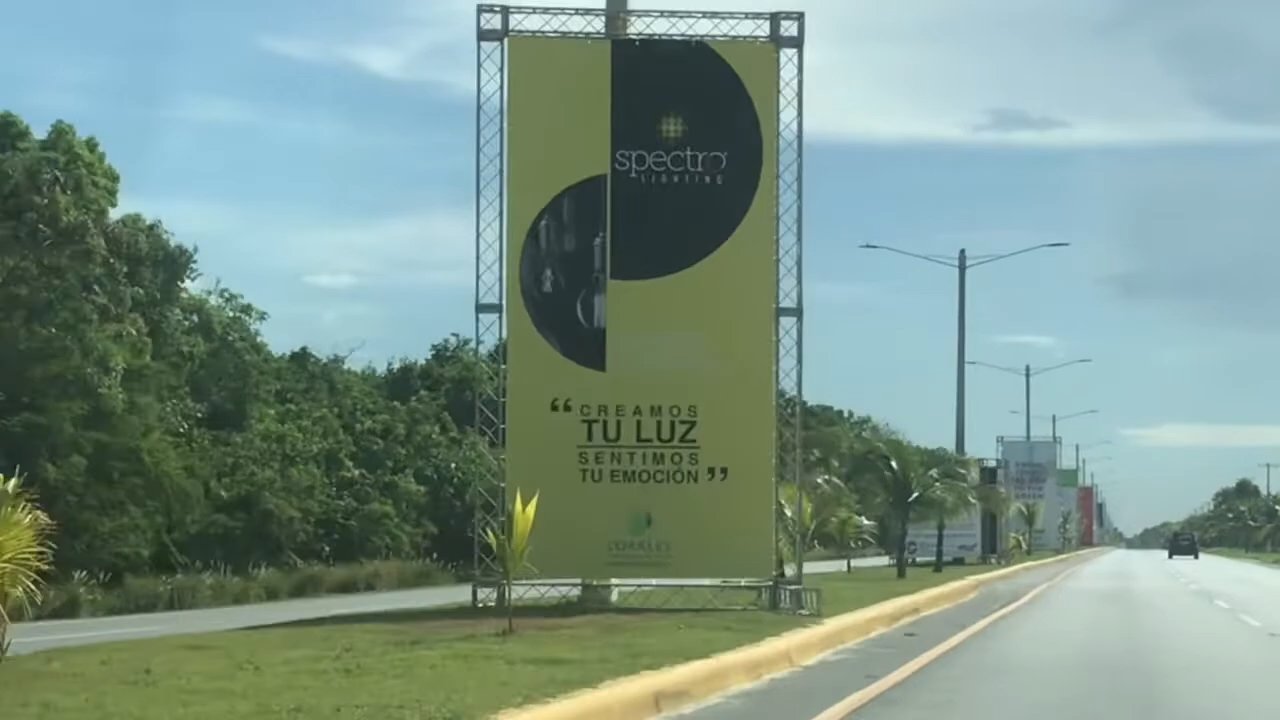 spectro
LIGHTING
“CREAMOS
TU LUZ
SENTIMOS
TU EMOCIÓN”